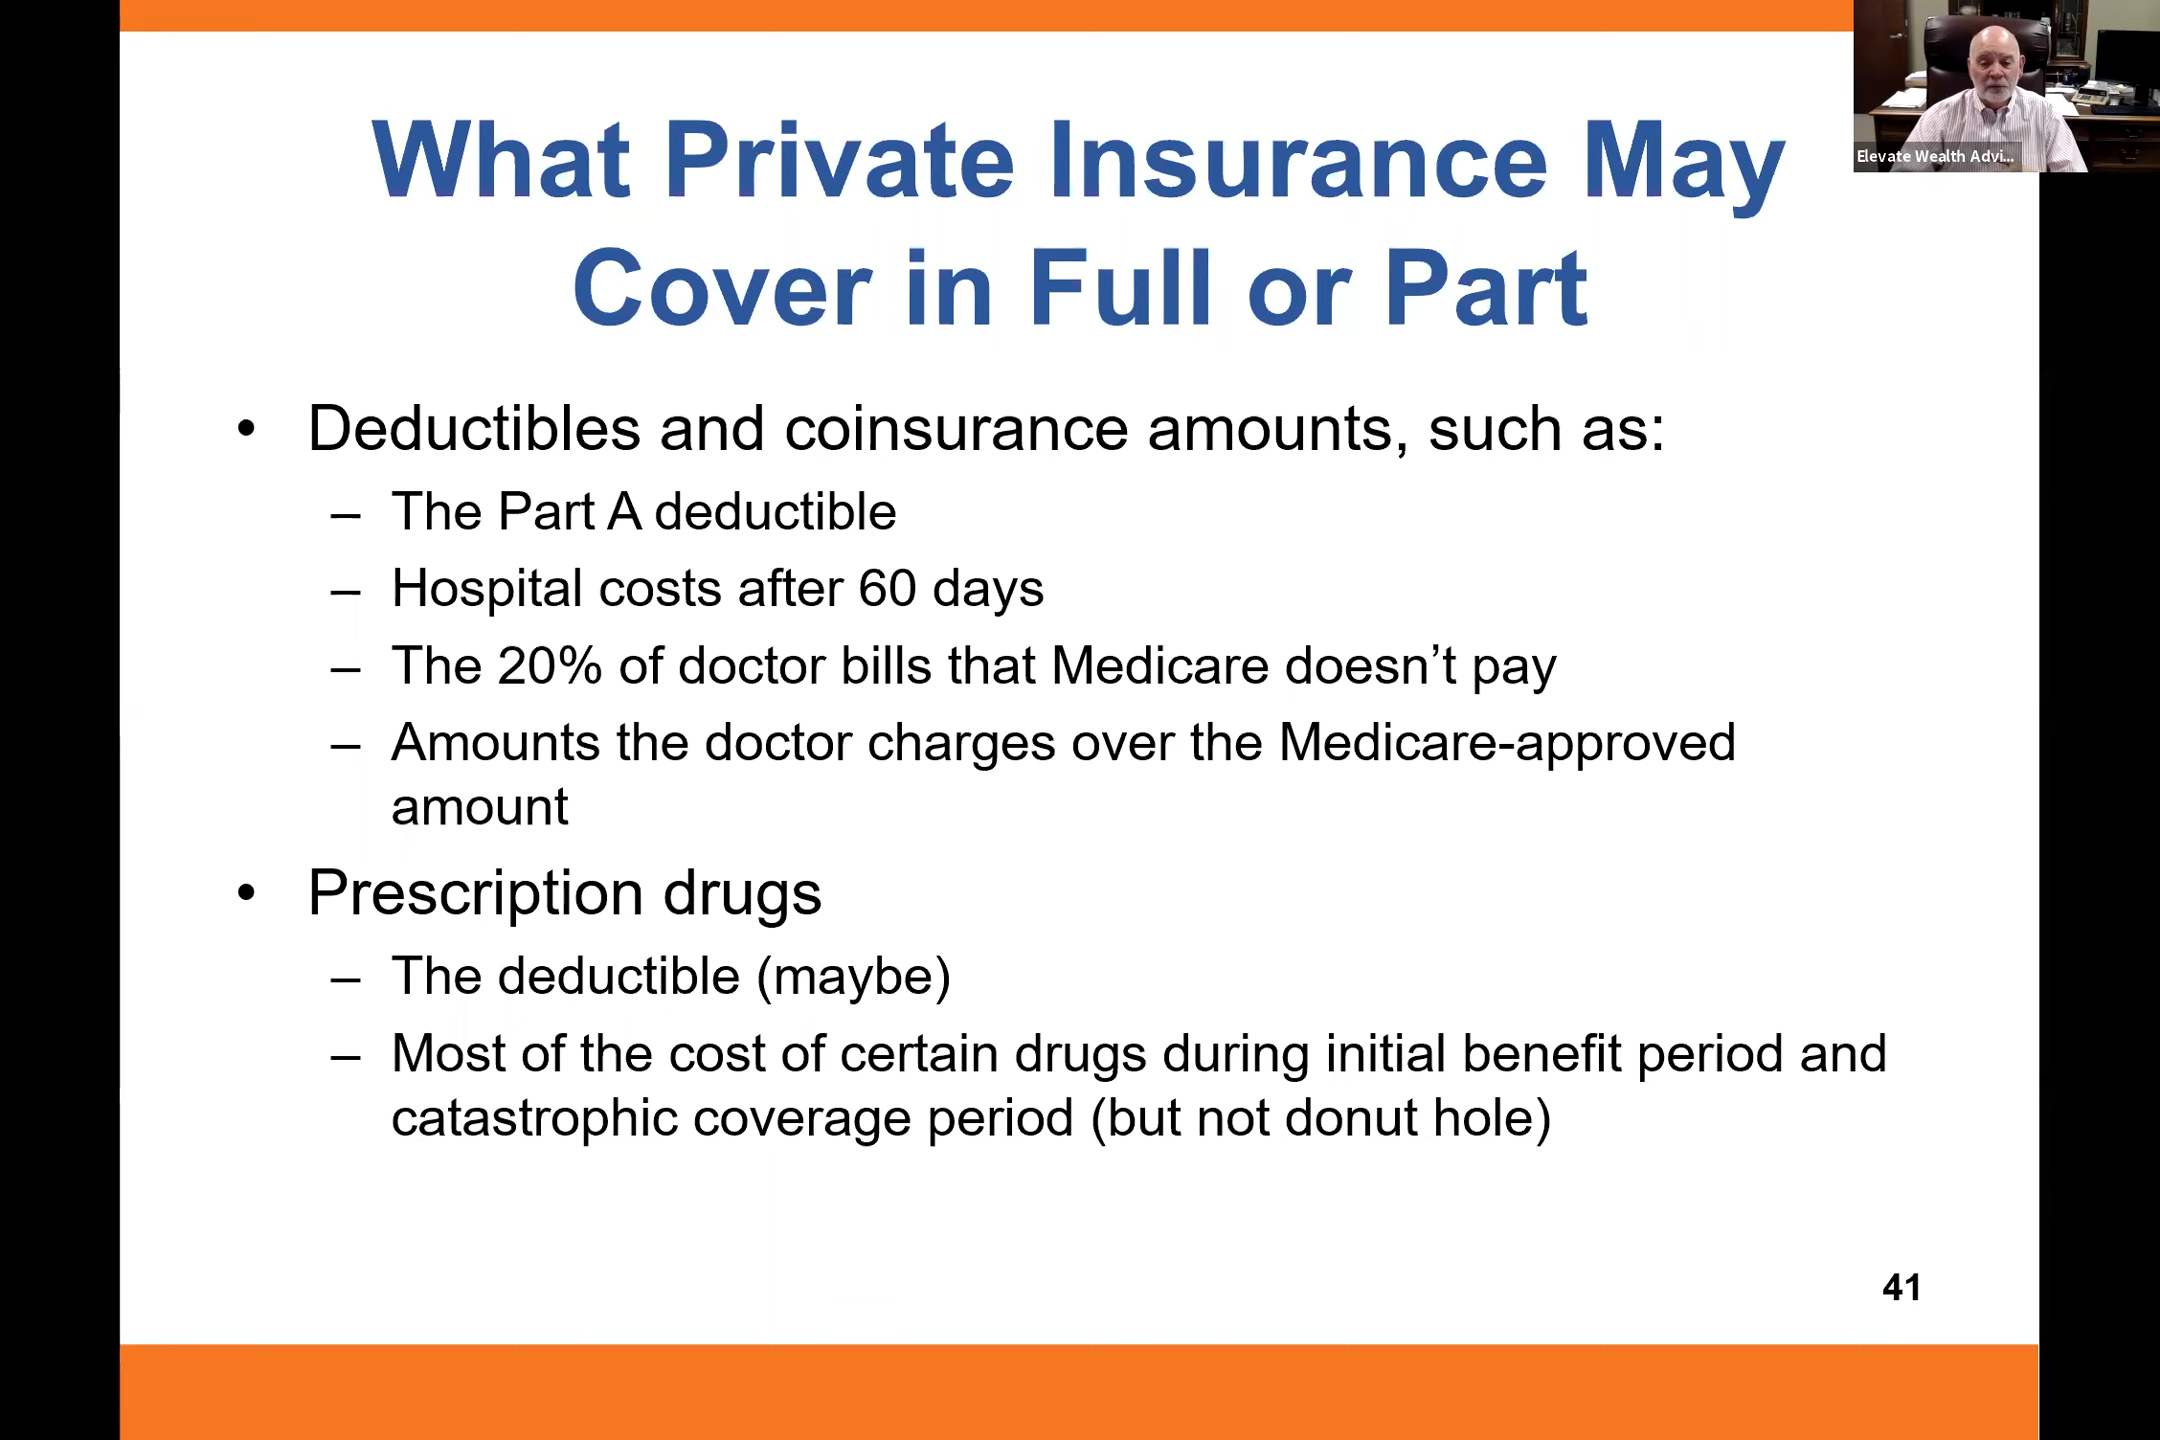 What Private Insurance May
Cover in Full or Part
Elevate Wealth Advi...
• Deductibles and coinsurance amounts, such as:
– The Part A deductible
– Hospital costs after 60 days
– The 20% of doctor bills that Medicare doesn’t pay
– Amounts the doctor charges over the Medicare-approved
amount
• Prescription drugs
– The deductible (maybe)
– Most of the cost of certain drugs during initial benefit period and
catastrophic coverage period (but not donut hole)
41